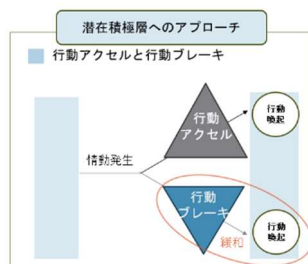 潜在積極層へのアプローチ
行動アクセルと行動ブレーキ
行動
アクセル
行動
喚起
情動発生
行動
ブレーキ
行動
喚起
緩和